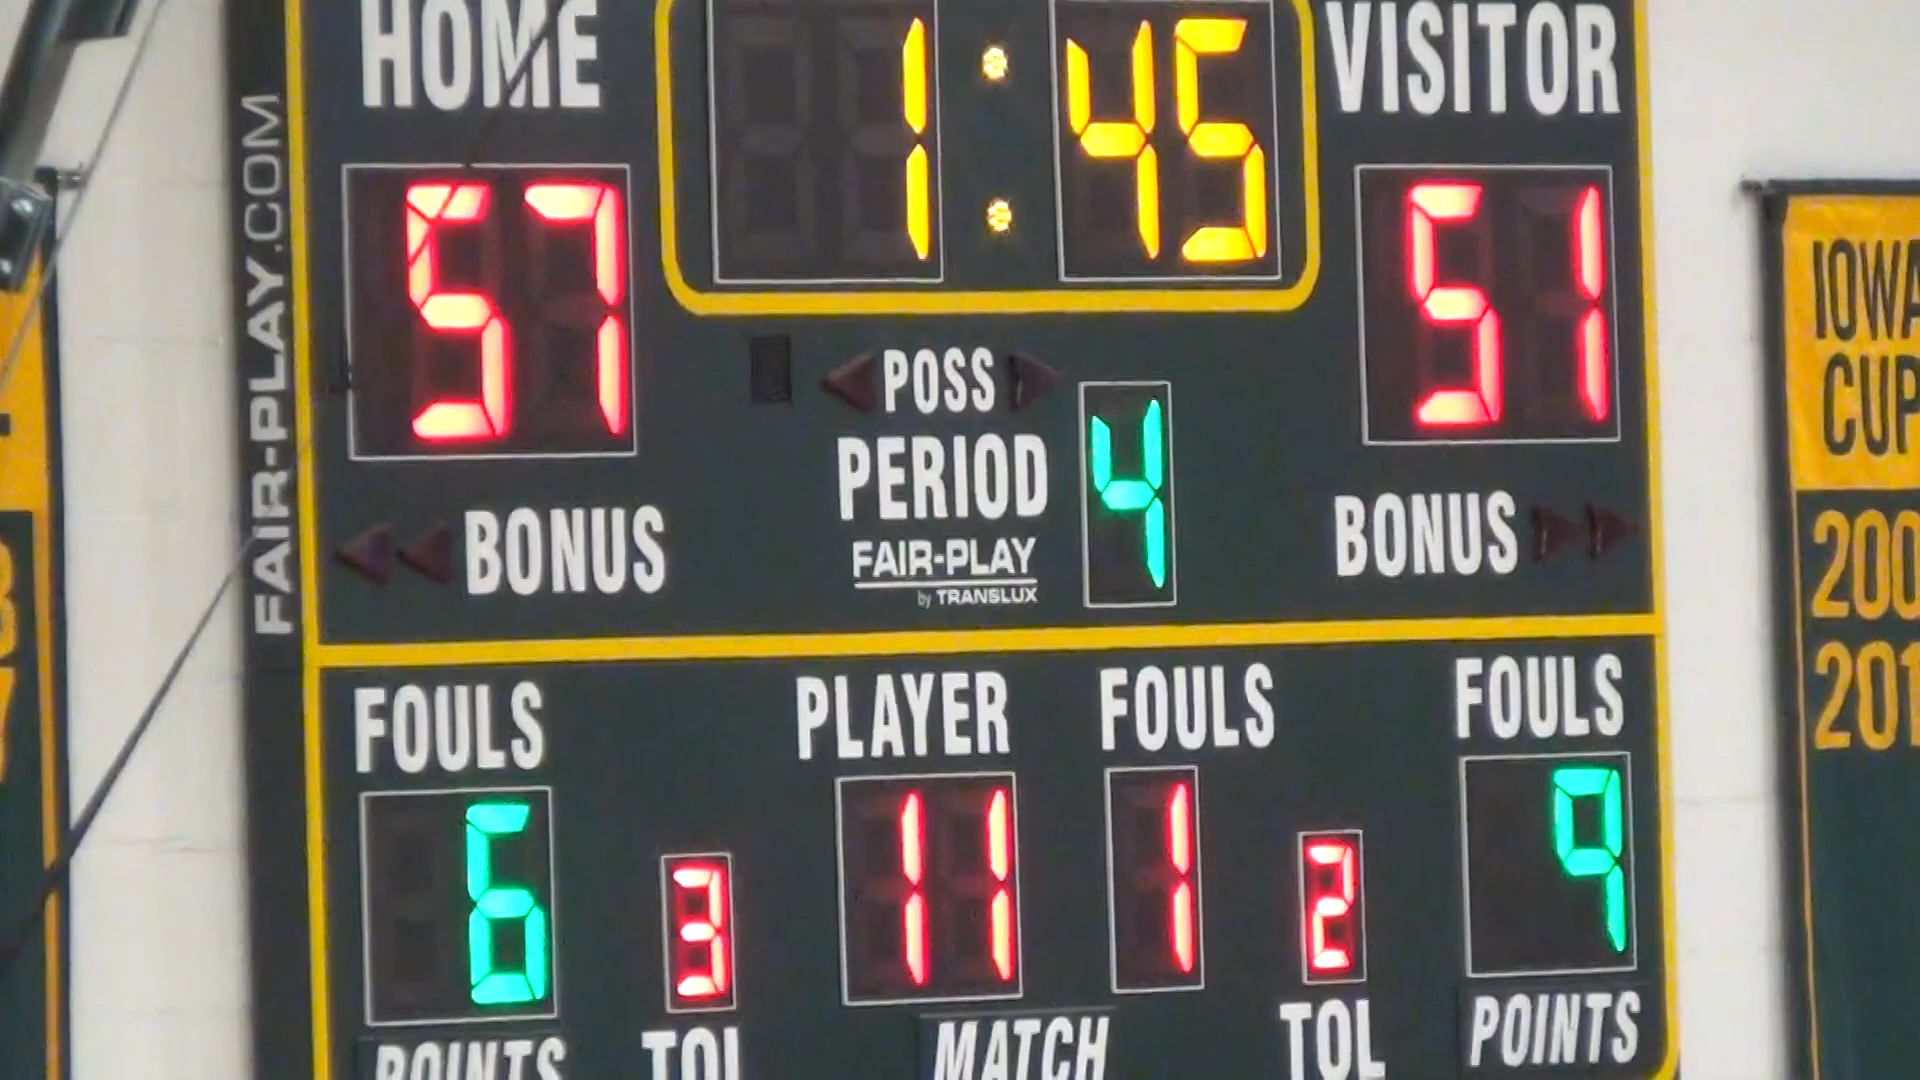 HOME
1:45
VISITOR
57
51
FAIR-PLAY.COM
POSS
PERIOD
4
BONUS
BONUS
FAIR-PLAY
by TRANSLUX
FOULS
PLAYER
FOULS
FOULS
6
3
11
1
2
9
POINTS
TOL
MATCH
TOL
POINTS
IOWA
CUP
200
201